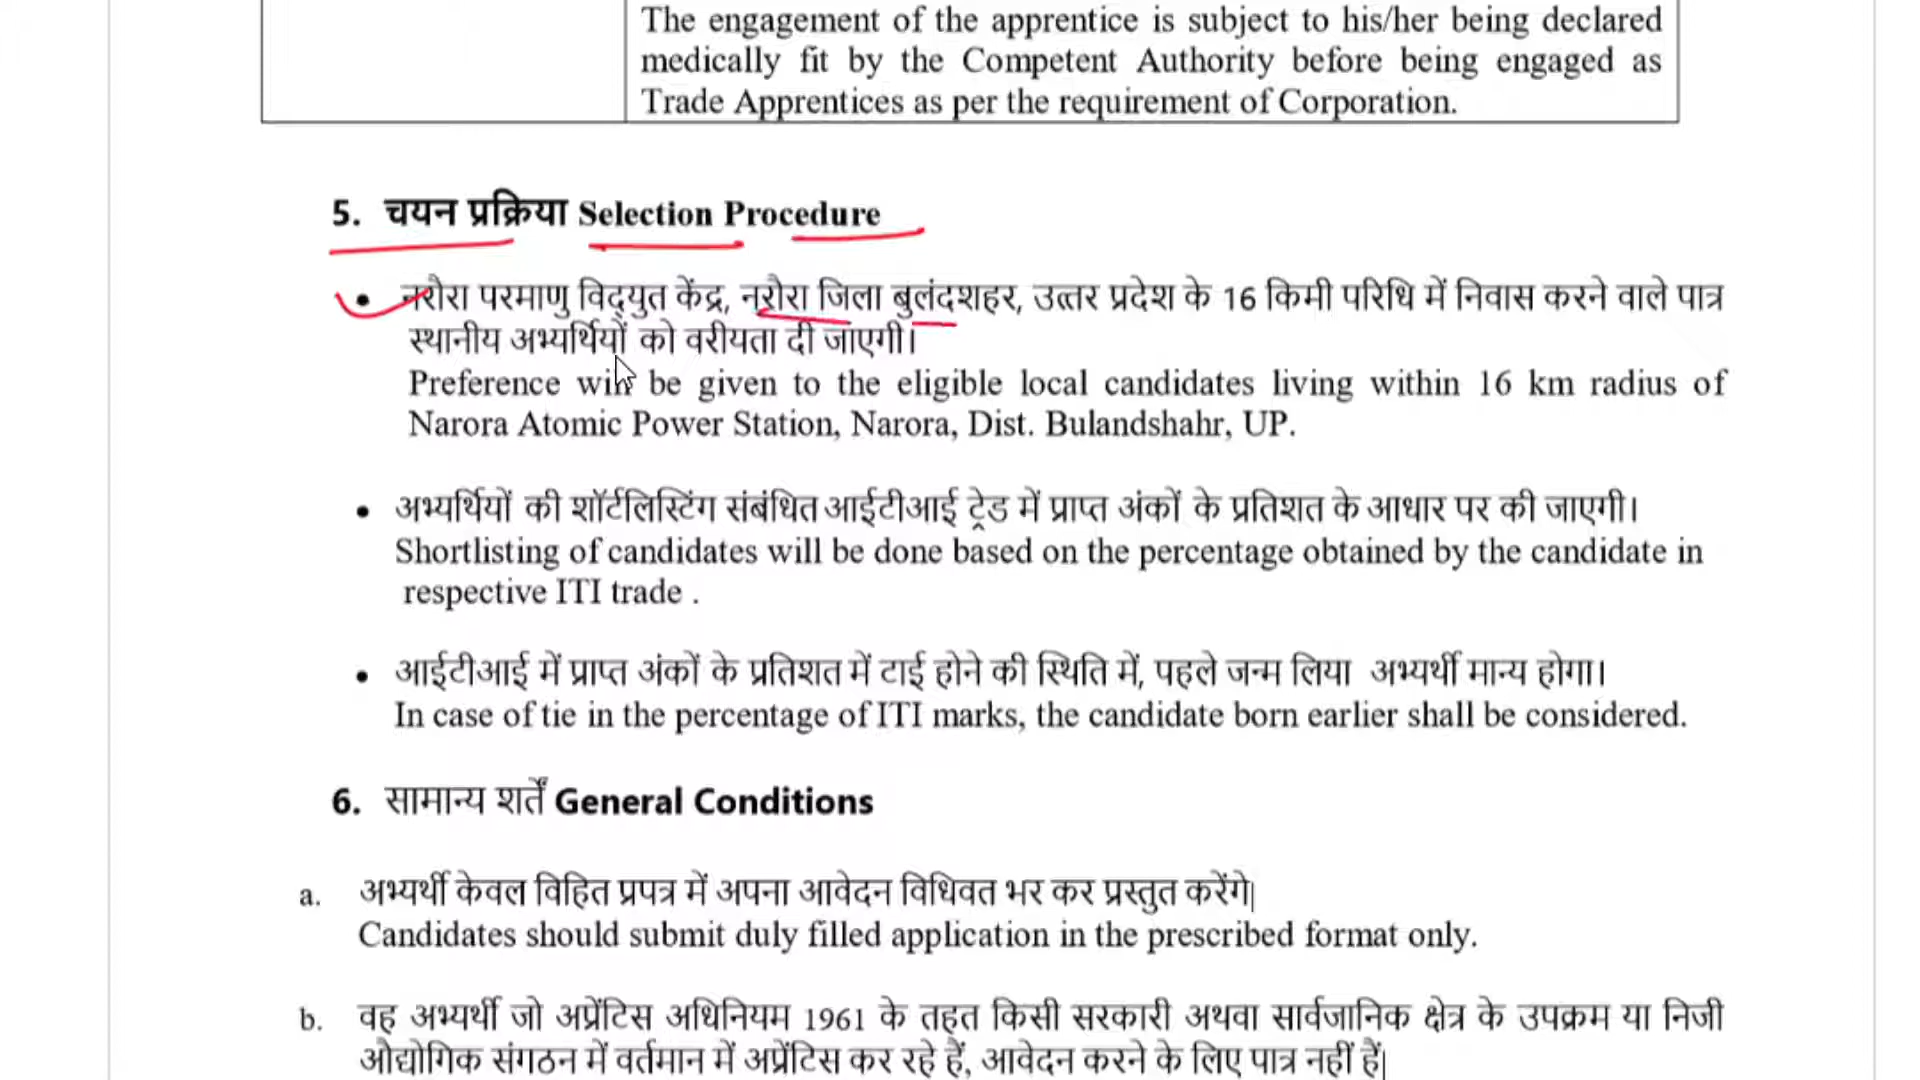 The engagement of the apprentice is subject to his/her being declared
medically fit by the Competent Authority before being engaged as
Trade Apprentices as per the requirement of Corporation.
5. चयन प्रक्रिया Selection Procedure
• नरौरा परमाणु विद्युत केंद्र, नरोरा जिला बुलंदशहर, उत्तर प्रदेश के 16 किमी परिधि में निवास करने वाले पात्र
स्थानीय अभ्यर्थियों को वरीयता दी जाएगी।
Preference will be given to the eligible local candidates living within 16 km radius of
Narora Atomic Power Station, Narora, Dist. Bulandshahr, UP.
• अभ्यर्थियों की शॉर्टलिस्टिंग संबंधित आईटीआई ट्रेड में प्राप्त अंकों के प्रतिशत के आधार पर की जाएगी।
Shortlisting of candidates will be done based on the percentage obtained by the candidate in
respective ITI trade .
• आईटीआई में प्राप्त अंकों के प्रतिशत में टाई होने की स्थिति में, पहले जन्म लिया अभ्यर्थी मान्य होगा।
In case of tie in the percentage of ITI marks, the candidate born earlier shall be considered.
6. सामान्य शर्तें General Conditions
a. अभ्यर्थी केवल विहित प्रपत्र में अपना आवेदन विधिवत भर कर प्रस्तुत करेंगे|
Candidates should submit duly filled application in the prescribed format only.
b. वह अभ्यर्थी जो अप्रेंटिस अधिनियम 1961 के तहत किसी सरकारी अथवा सार्वजानिक क्षेत्र के उपक्रम या निजी
औद्योगिक संगठन में वर्तमान में अप्रेंटिस कर रहे हैं, आवेदन करने के लिए पात्र नहीं हैं|